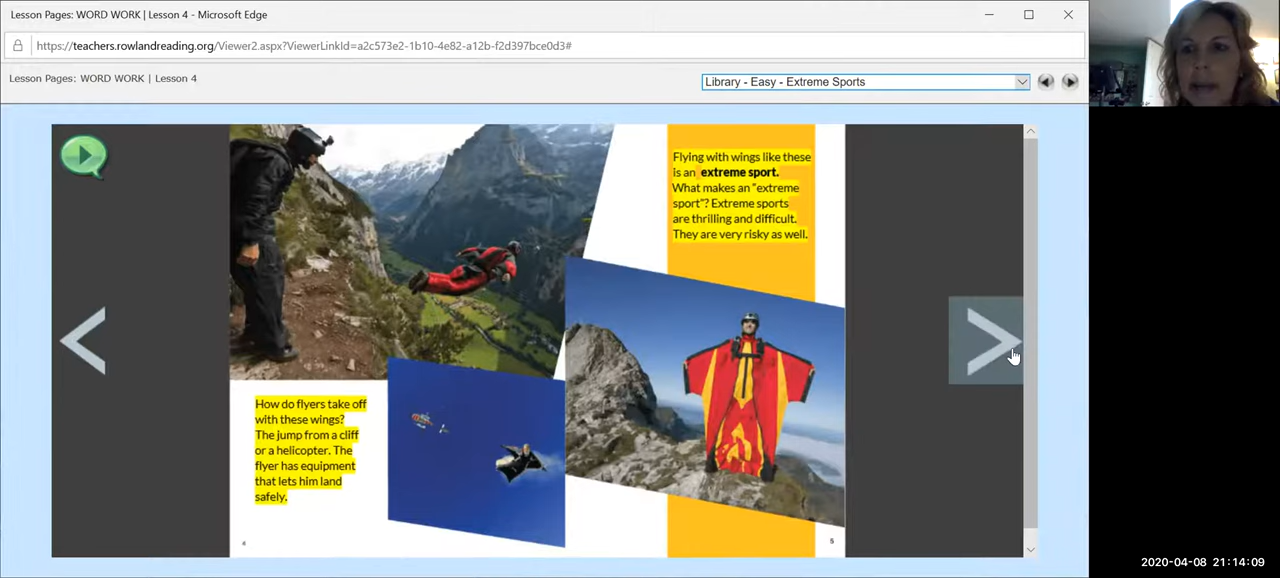 Lesson Pages: WORD WORK | Lesson 4 - Microsoft Edge
https://teachers.rowlandreading.org/Viewer2.aspx?ViewerLinkId=a2c573e2-1b10-4e82-a12b-f2d397bce0d3#
Lesson Pages: WORD WORK | Lesson 4
Library - Easy - Extreme Sports
How do flyers take off
with these wings?
The jump from a cliff
or a helicopter. The
flyer has equipment
that lets him land
safely.
4
Flying with wings like these
is an extreme sport.
What makes an "extreme
sport"? Extreme sports
are thrilling and difficult.
They are very risky as well.
5
2020-04-08 21:14:09